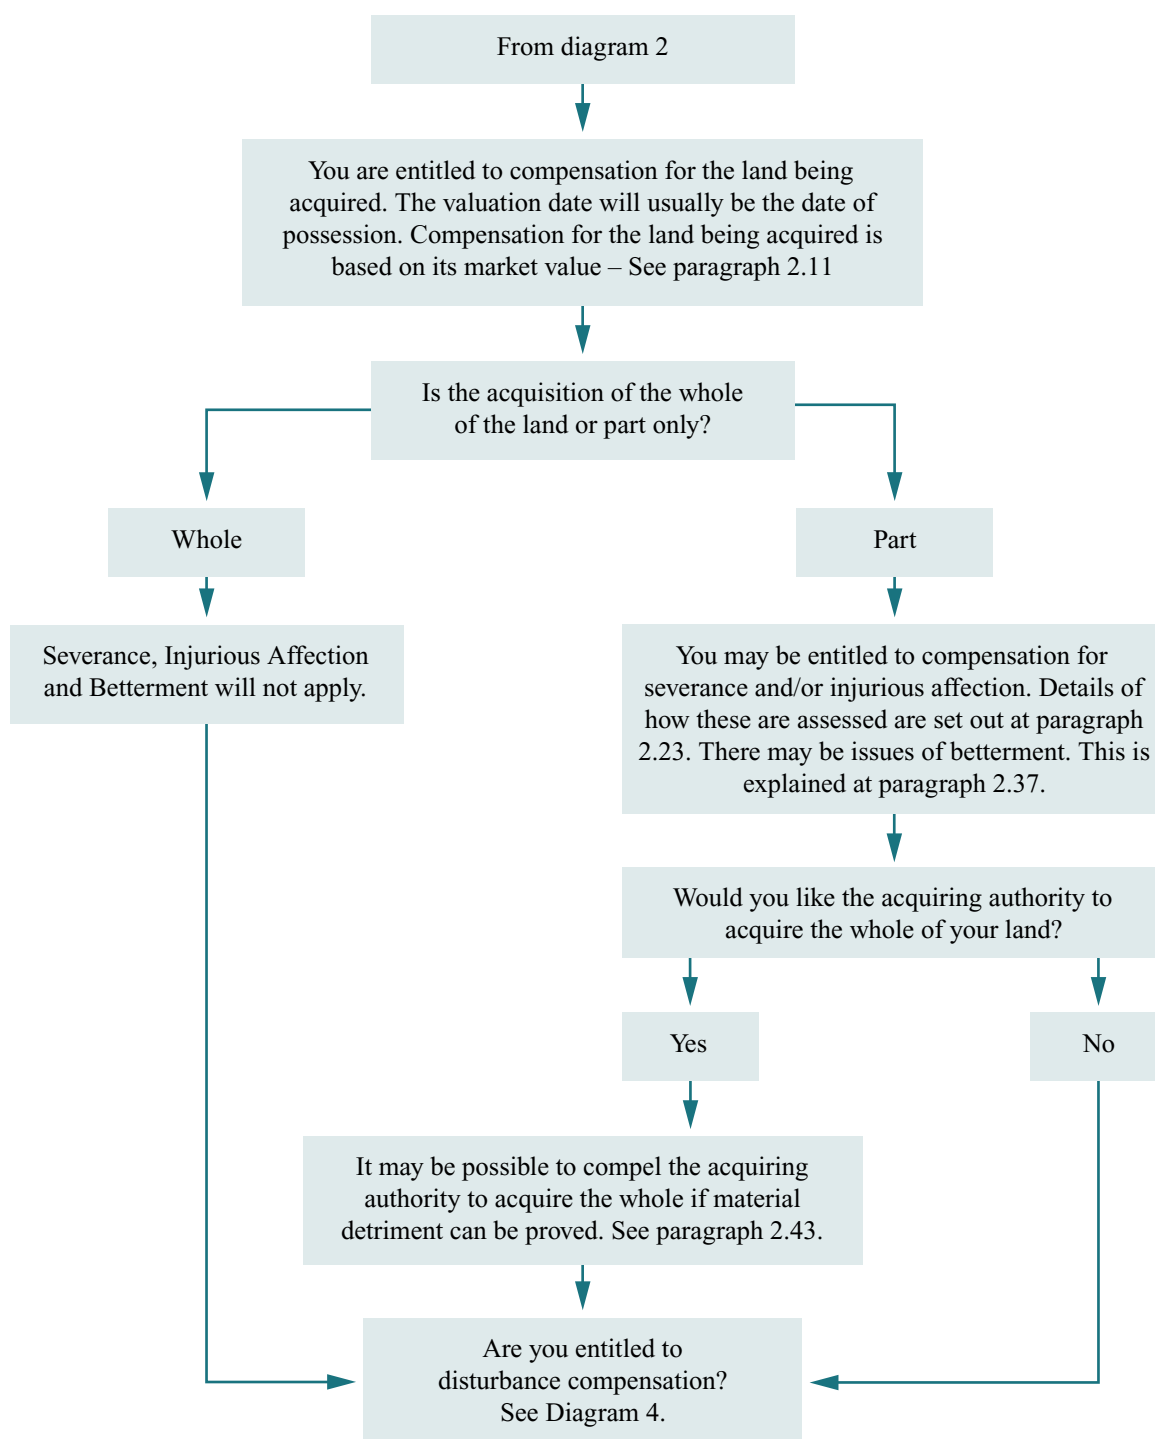 From diagram 2
You are entitled to compensation for the land being
acquired. The valuation date will usually be the date of
possession. Compensation for the land being acquired is
based on its market value – See paragraph 2.11
Is the acquisition of the whole
of the land or part only?
Whole
Part
Severance, Injurious Affection
and Betterment will not apply.
You may be entitled to compensation for
severance and/or injurious affection. Details of
how these are assessed are set out at paragraph
2.23. There may be issues of betterment. This is
explained at paragraph 2.37.
Would you like the acquiring authority to
acquire the whole of your land?
Yes
No
It may be possible to compel the acquiring
authority to acquire the whole if material
detriment can be proved. See paragraph 2.43.
Are you entitled to
disturbance compensation?
See Diagram 4.